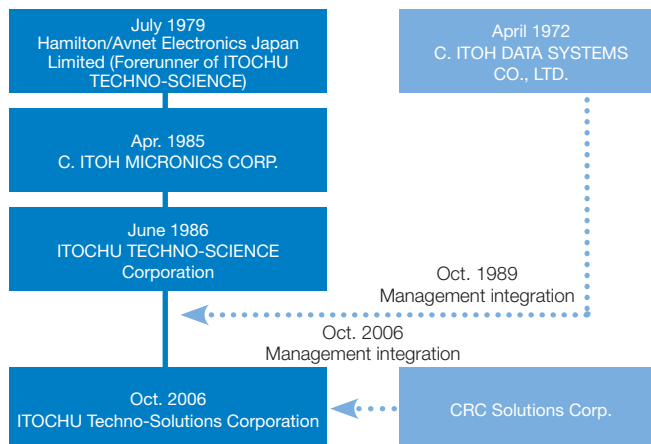 July 1979
Hamilton/Avnet Electronics Japan
Limited (Forerunner of ITOCHU
TECHNO-SCIENCE)
April 1972
C. ITOH DATA SYSTEMS
CO., LTD.
Apr. 1985
C. ITOH MICRONICS CORP.
June 1986
ITOCHU TECHNO-SCIENCE
Corporation
Oct. 1989
Management integration
Oct. 2006
Management integration
Oct. 2006
ITOCHU Techno-Solutions Corporation
CRC Solutions Corp.